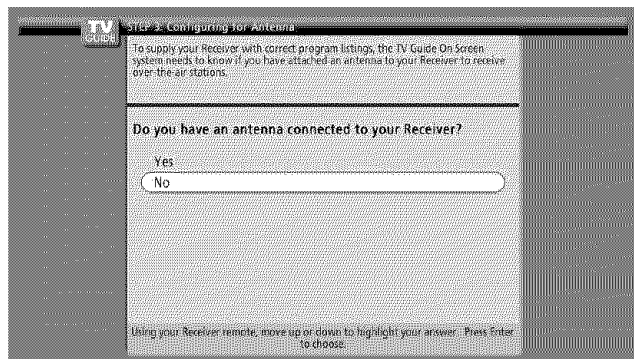 TV
GUIDE
STEP 3: Configuring for Antenna
To supply your Receiver with correct program listings, the TV Guide On Screen
system needs to know if you have attached an antenna to your Receiver to receive
over-the-air stations.
Do you have an antenna connected to your Receiver?
Yes
No
Using your Receiver remote, move up or down to highlight your answer. Press Enter
to choose.